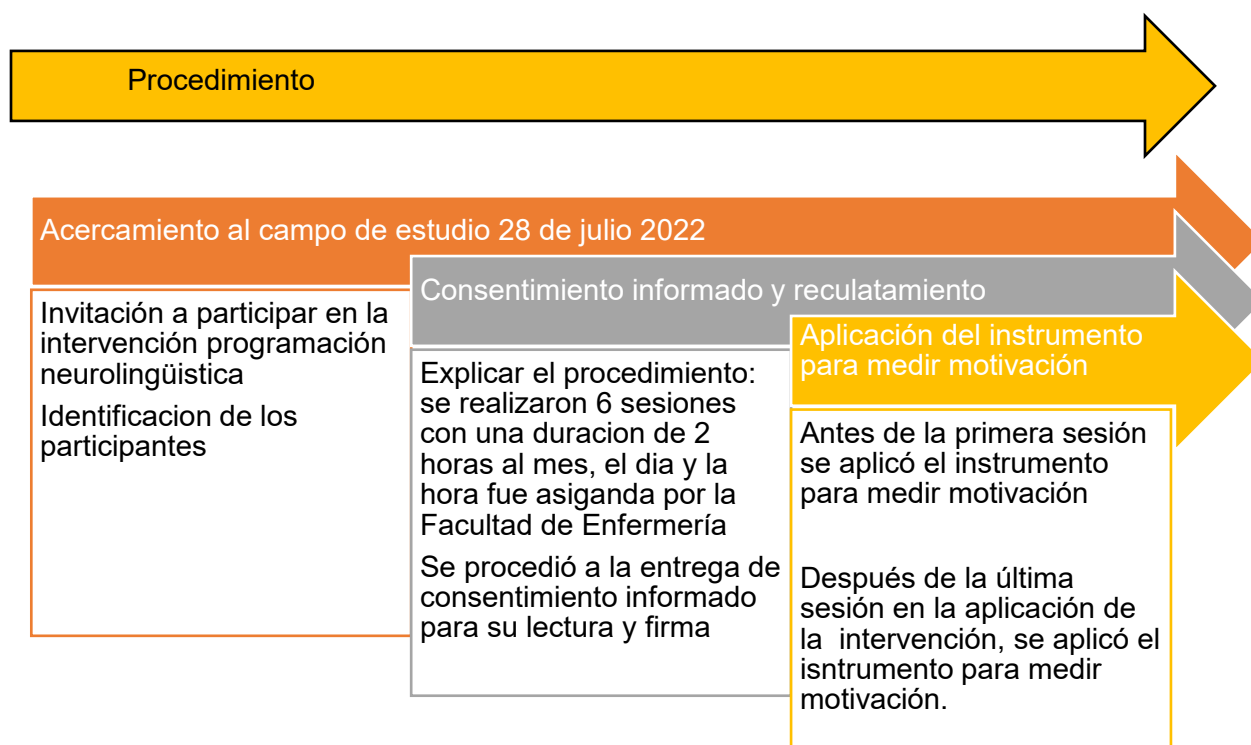 Procedimiento
Acercamiento al campo de estudio 28 de julio 2022
Invitación a participar en la
intervención programación
neurolingüistica
Identificacion de los
participantes
Consentimiento informado y reculatamiento
Explicar el procedimiento:
se realizaron 6 sesiones
con una duracion de 2
horas al mes, el dia y la
hora fue asiganda por la
Facultad de Enfermería
Se procedió a la entrega de
consentimiento informado
para su lectura y firma
Aplicación del instrumento
para medir motivación
Antes de la primera sesión
se aplicó el instrumento
para medir motivación
Después de la última
sesión en la aplicación de
la intervención, se aplicó el
isntrumento para medir
motivación.